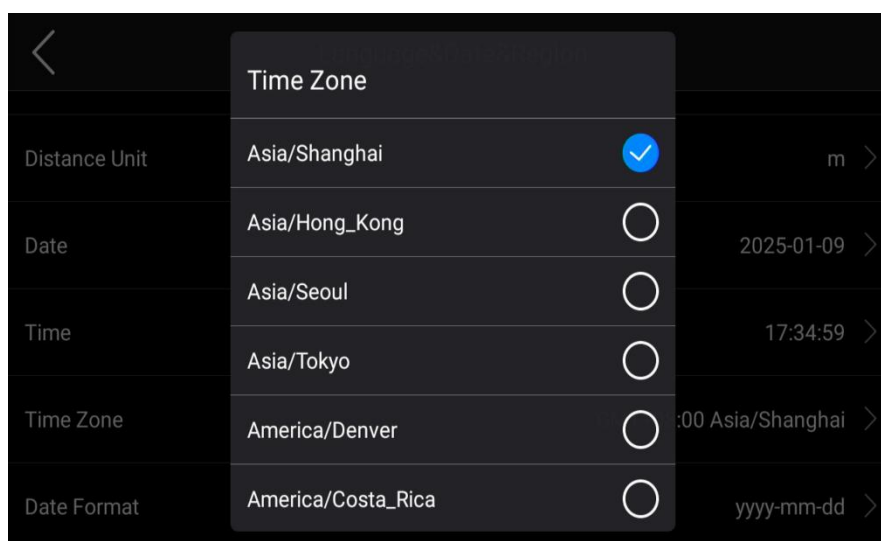 Time Zone
Distance Unit
Asia/Shanghai
m
Asia/Hong_Kong
Date
2025-01-09
Asia/Seoul
Time
17:34:59
Asia/Tokyo
Time Zone
:00 Asia/Shanghai
America/Denver
Date Format
America/Costa_Rica
yyyy-mm-dd